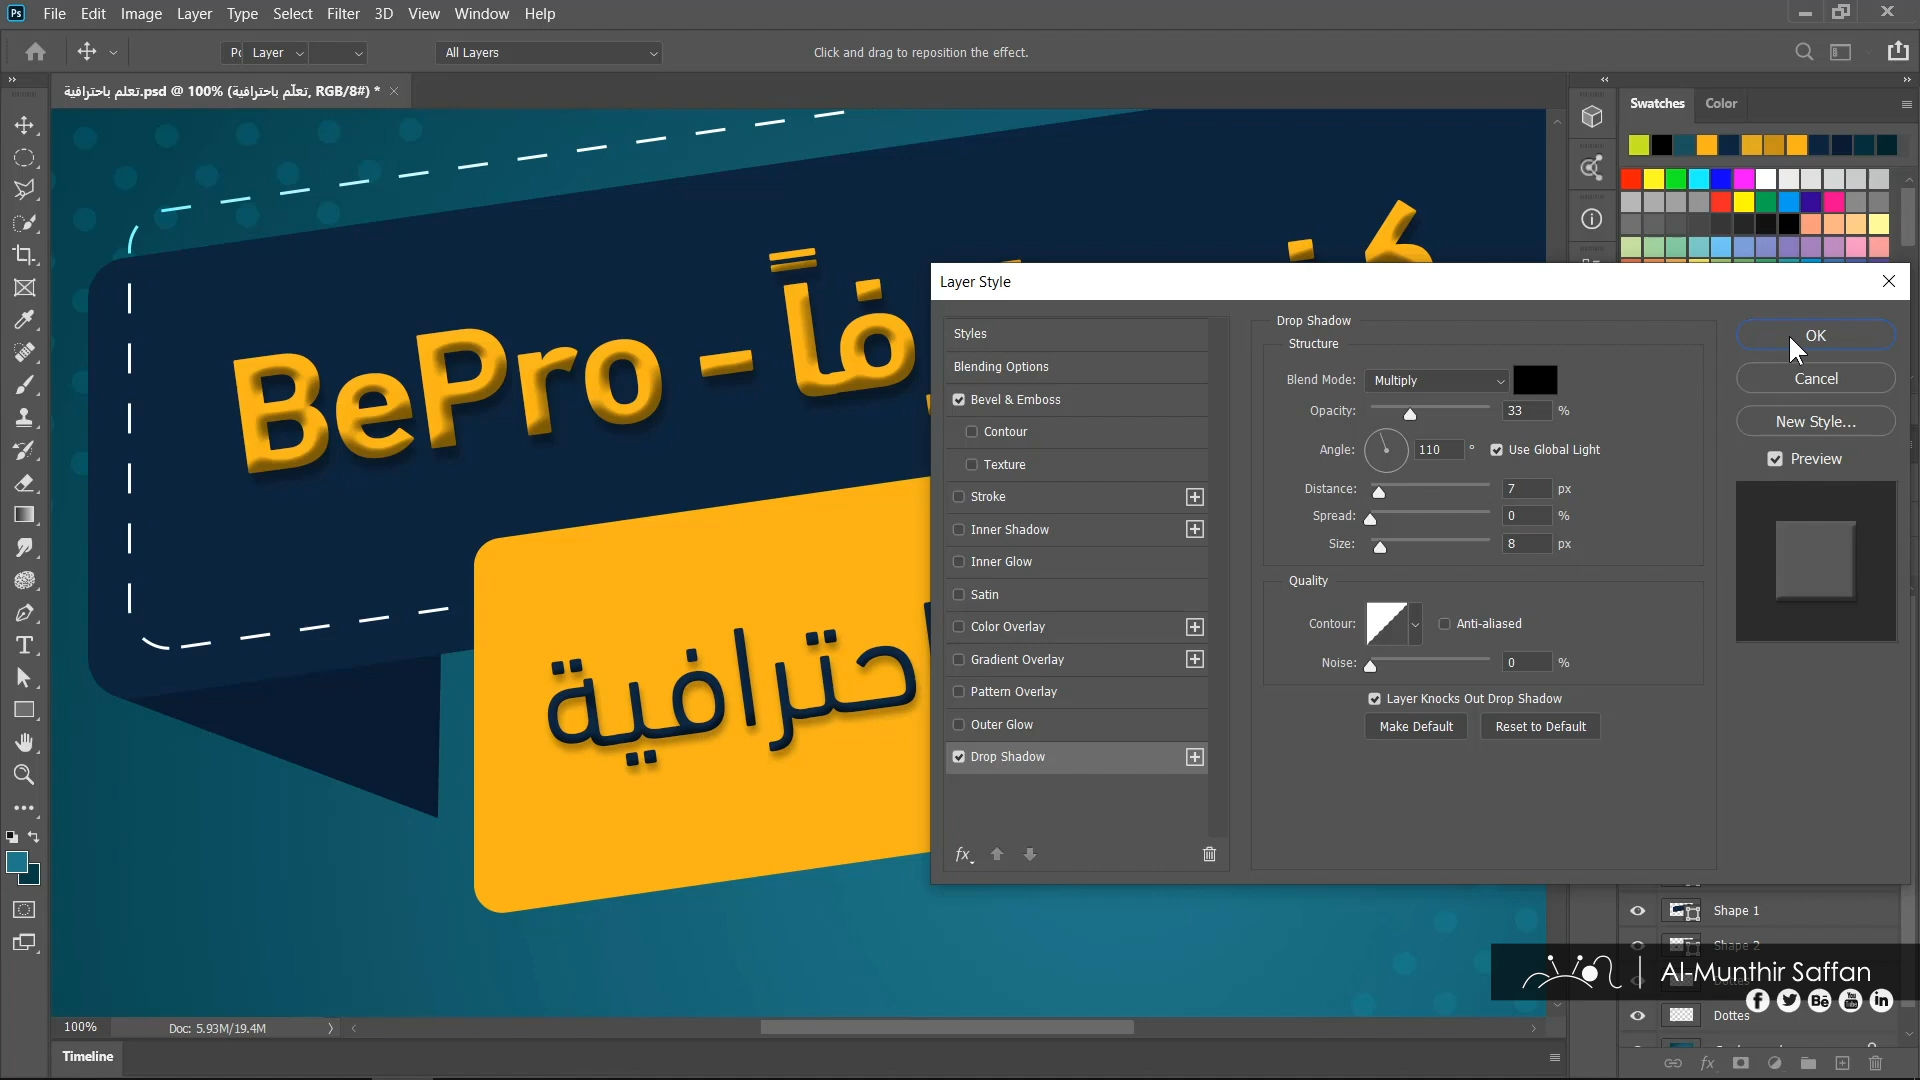 Ps File Edit Image Layer Type Select Filter 3D View Window Help
Layer All Layers Click and drag to reposition the effect.
تعلم باحترافية.psd @ 100% (تعلّم باحترافية, RGB/8#) *
Swatches Color
BePro -
Layer Style
Styles
Blending Options
Bevel & Emboss
Contour
Texture
Stroke
Inner Shadow
Inner Glow
Satin
Color Overlay
Gradient Overlay
Pattern Overlay
Outer Glow
Drop Shadow
fx
Drop Shadow
Structure
Blend Mode: Multiply
Opacity: 33 %
Angle: 110 ° Use Global Light
Distance: 7 px
Spread: 0 %
Size: 8 px
Quality
Contour: Anti-aliased
Noise: 0 %
Layer Knocks Out Drop Shadow
Make Default Reset to Default
OK
Cancel
New Style...
Preview
احترافية
Shape 1
Shape 2
Al-Munthir Saffan
Dottes
100% Doc: 5.93M/19.4M
Timeline